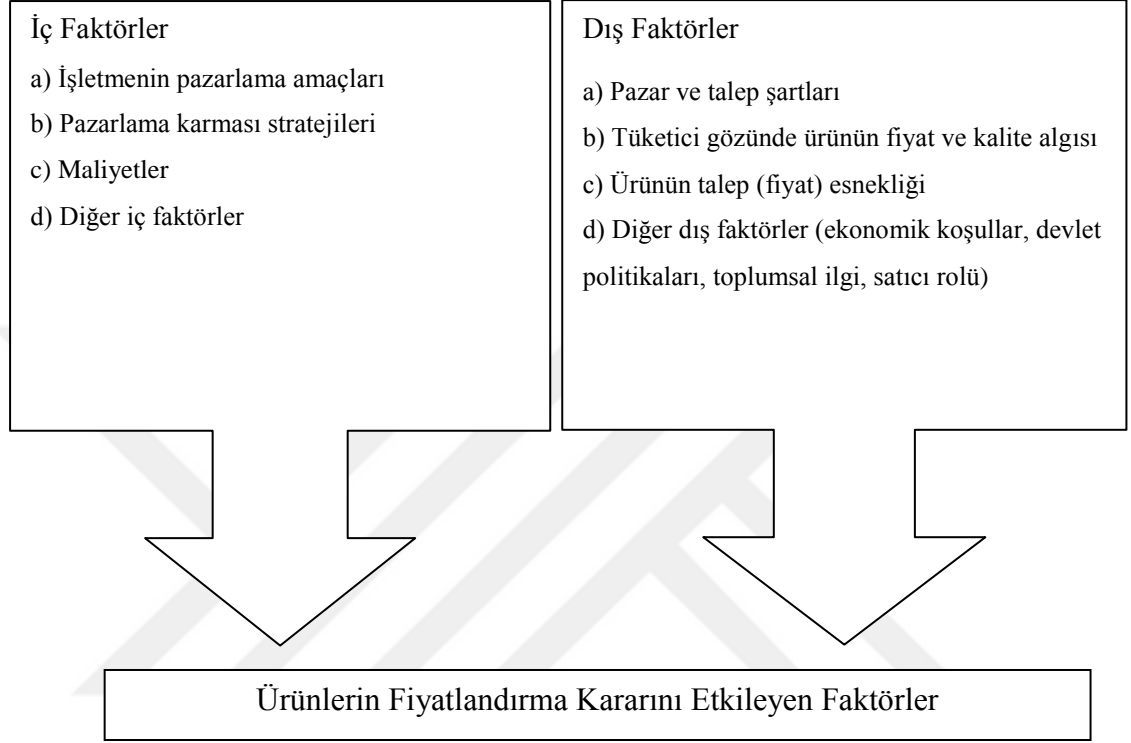 İç Faktörler
a) İşletmenin pazarlama amaçları
b) Pazarlama karması stratejileri
c) Maliyetler
d) Diğer iç faktörler
Dış Faktörler
a) Pazar ve talep şartları
b) Tüketici gözünde ürünün fiyat ve kalite algısı
c) Ürünün talep (fiyat) esnekliği
d) Diğer dış faktörler (ekonomik koşullar, devlet
politikaları, toplumsal ilgi, satıcı rolü)
Ürünlerin Fiyatlandırma Kararını Etkileyen Faktörler